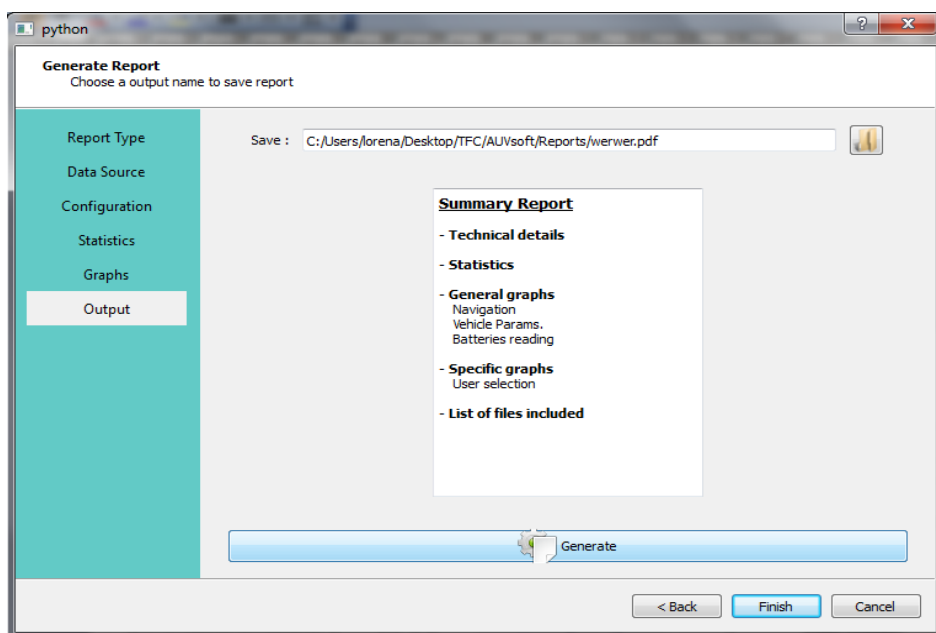 python
?
Generate Report
Choose a output name to save report
Report Type
Data Source
Configuration
Statistics
Graphs
Output
Save : C:/Users/lorena/Desktop/TFC/AUVsoft/Reports/werwer.pdf
Summary Report
- Technical details
- Statistics
- General graphs
Navigation
Vehicle Params.
Batteries reading
- Specific graphs
User selection
- List of files included
Generate
< Back Finish Cancel